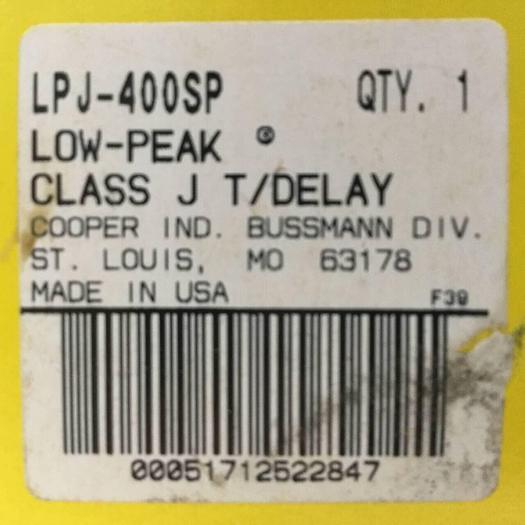 LPJ-400SP QTY. 1
LOW-PEAK ®
CLASS J T/DELAY
COOPER IND. BUSSMANN DIV.
ST. LOUIS, MO 63178
MADE IN USA F39
00051712522847